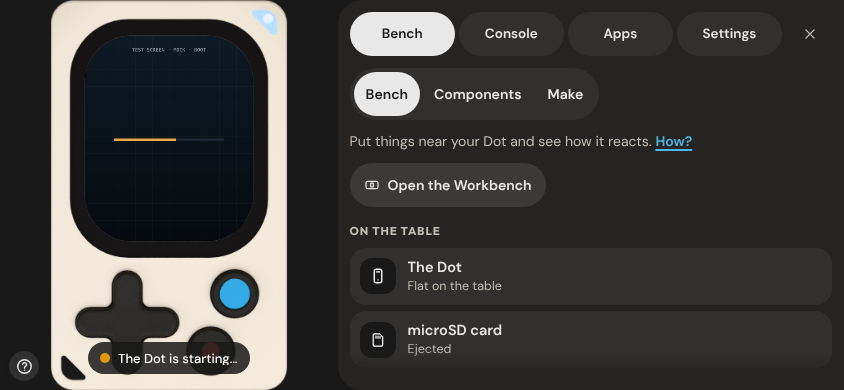 TEST SCREEN · MOCK · BOOT
The Dot is starting…
Bench
Console
Apps
Settings
Bench
Components
Make
Put things near your Dot and see how it reacts. How?
Open the Workbench
ON THE TABLE
The Dot
Flat on the table
microSD card
Ejected